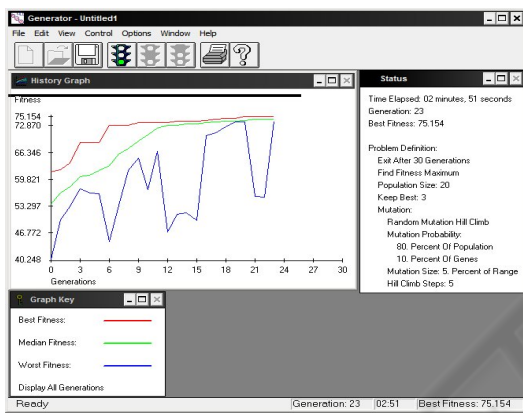 Generator - Untitled1
File Edit View Control Options Window Help
History Graph
Fitness
75.154
72.870
66.346
59.821
53.297
46.772
40.248
0 3 6 9 12 15 18 21 24 27 30
Generations
Status
Time Elapsed: 02 minutes, 51 seconds
Generation: 23
Best Fitness: 75.154
Problem Definition:
Exit After 30 Generations
Find Fitness Maximum
Population Size: 20
Keep Best: 3
Mutation:
Random Mutation Hill Climb
Mutation Probability:
80. Percent Of Population
10. Percent Of Genes
Mutation Size: 5. Percent of Range
Hill Climb Steps: 5
Graph Key
Best Fitness:
Median Fitness:
Worst Fitness:
Display All Generations
Ready
Generation: 23 02:51 Best Fitness: 75.154